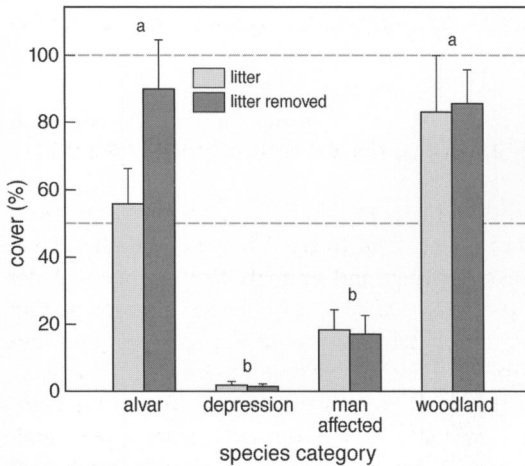 100
80
60
40
20
0
cover (%)
litter
litter removed
a
b
b
a
alvar
depression
man
affected
woodland
species category